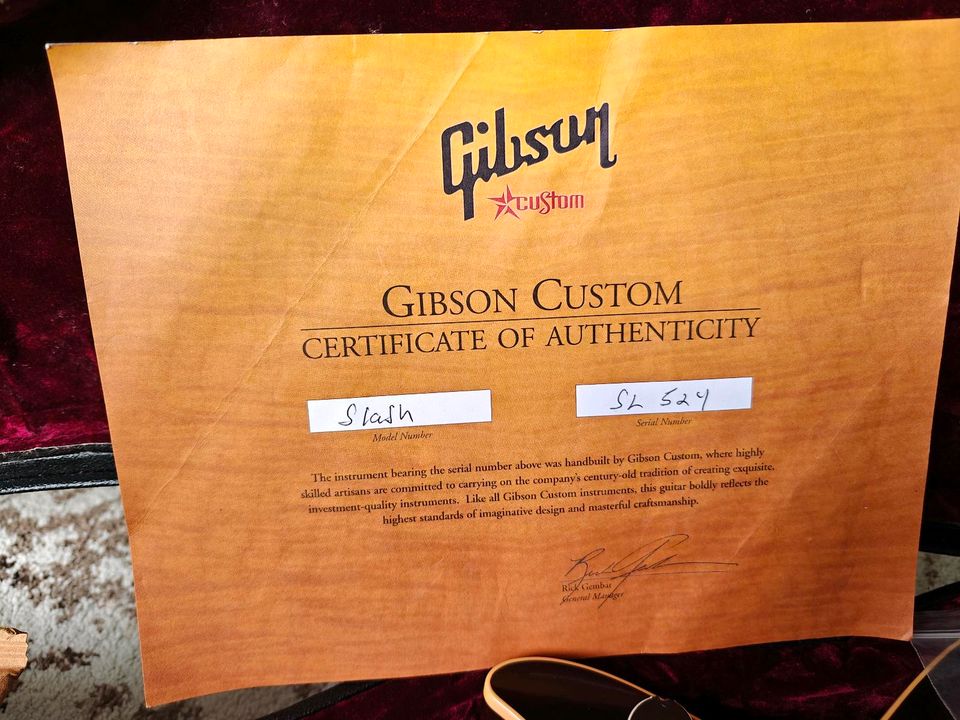 Gibson
custom
GIBSON CUSTOM
CERTIFICATE OF AUTHENTICITY
Slash
SL 524
Model Number
Serial Number
The instrument bearing the serial number above was handbuilt by Gibson Custom, where highly
skilled artisans are committed to carrying on the company's century-old tradition of creating exquisite,
investment-quality instruments. Like all Gibson Custom instruments, this guitar boldly reflects the
highest standards of imaginative design and masterful craftsmanship.
Rick Gembar
General Manager